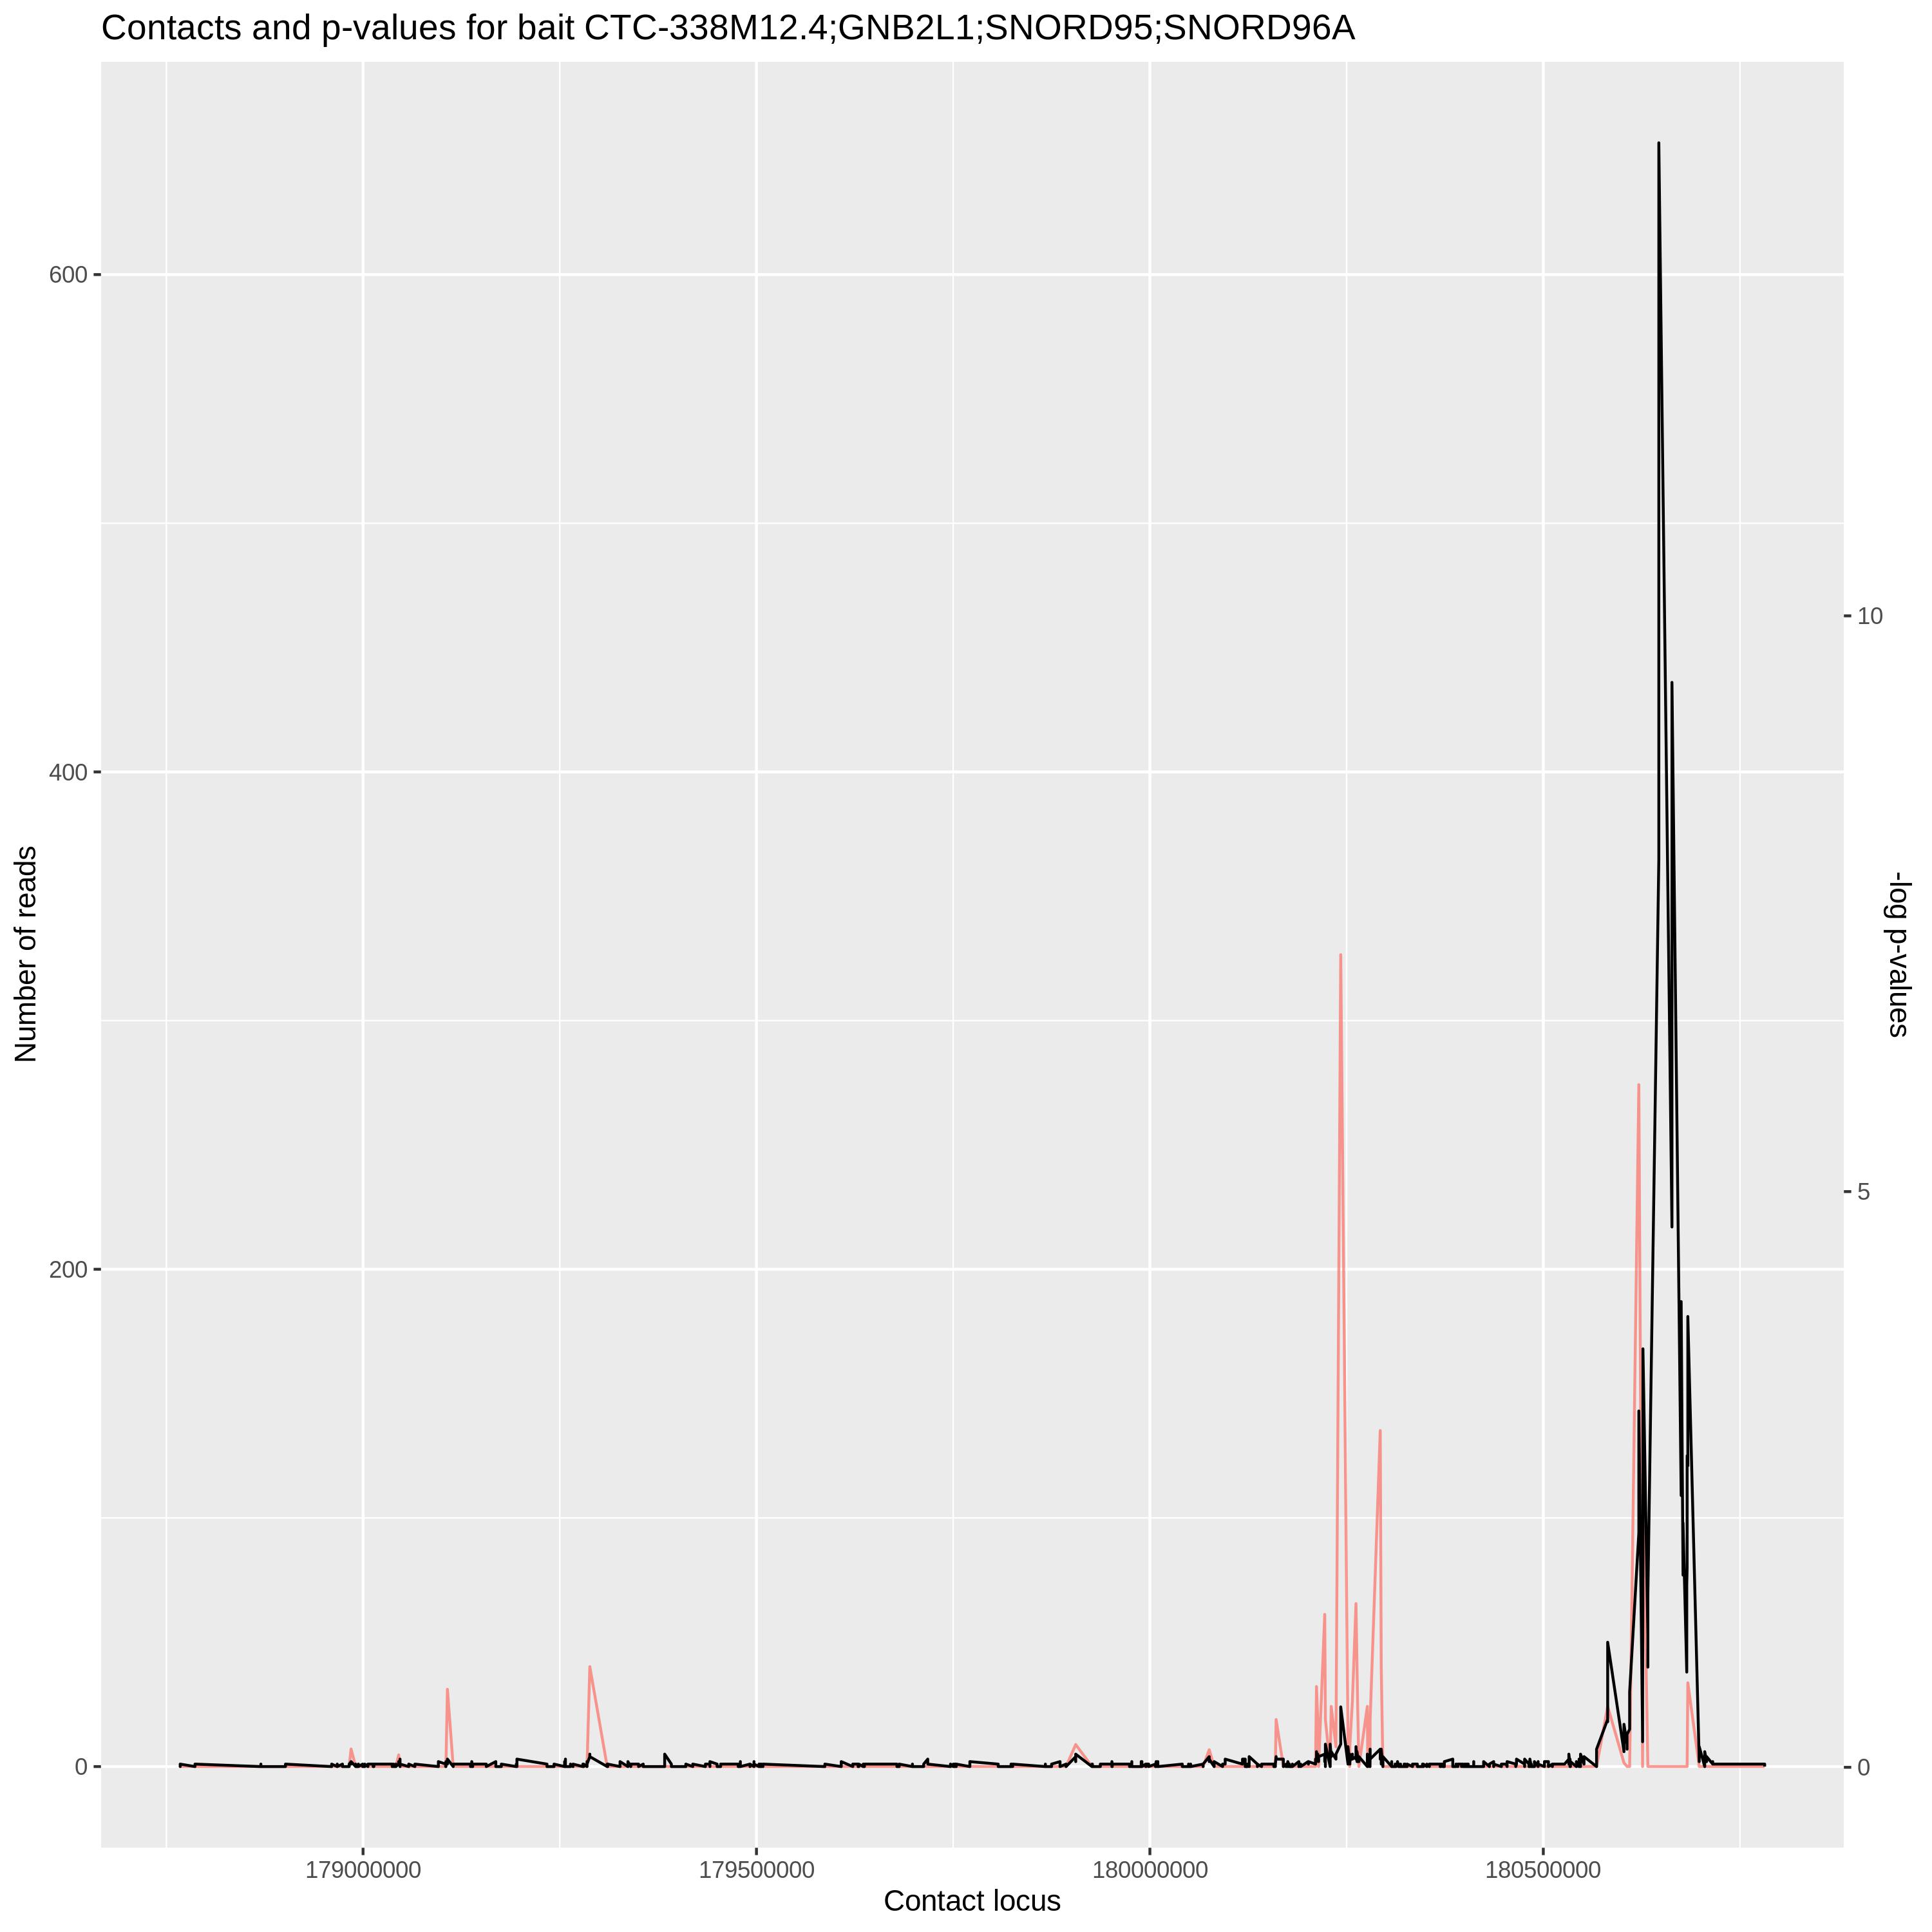 Contacts and p-values for bait CTC-338M12.4;GNB2L1;SNORD95;SNORD96A
600
400
200
0
Number of reads
10
5
0
-log p-values
179000000
179500000
180000000
180500000
Contact locus